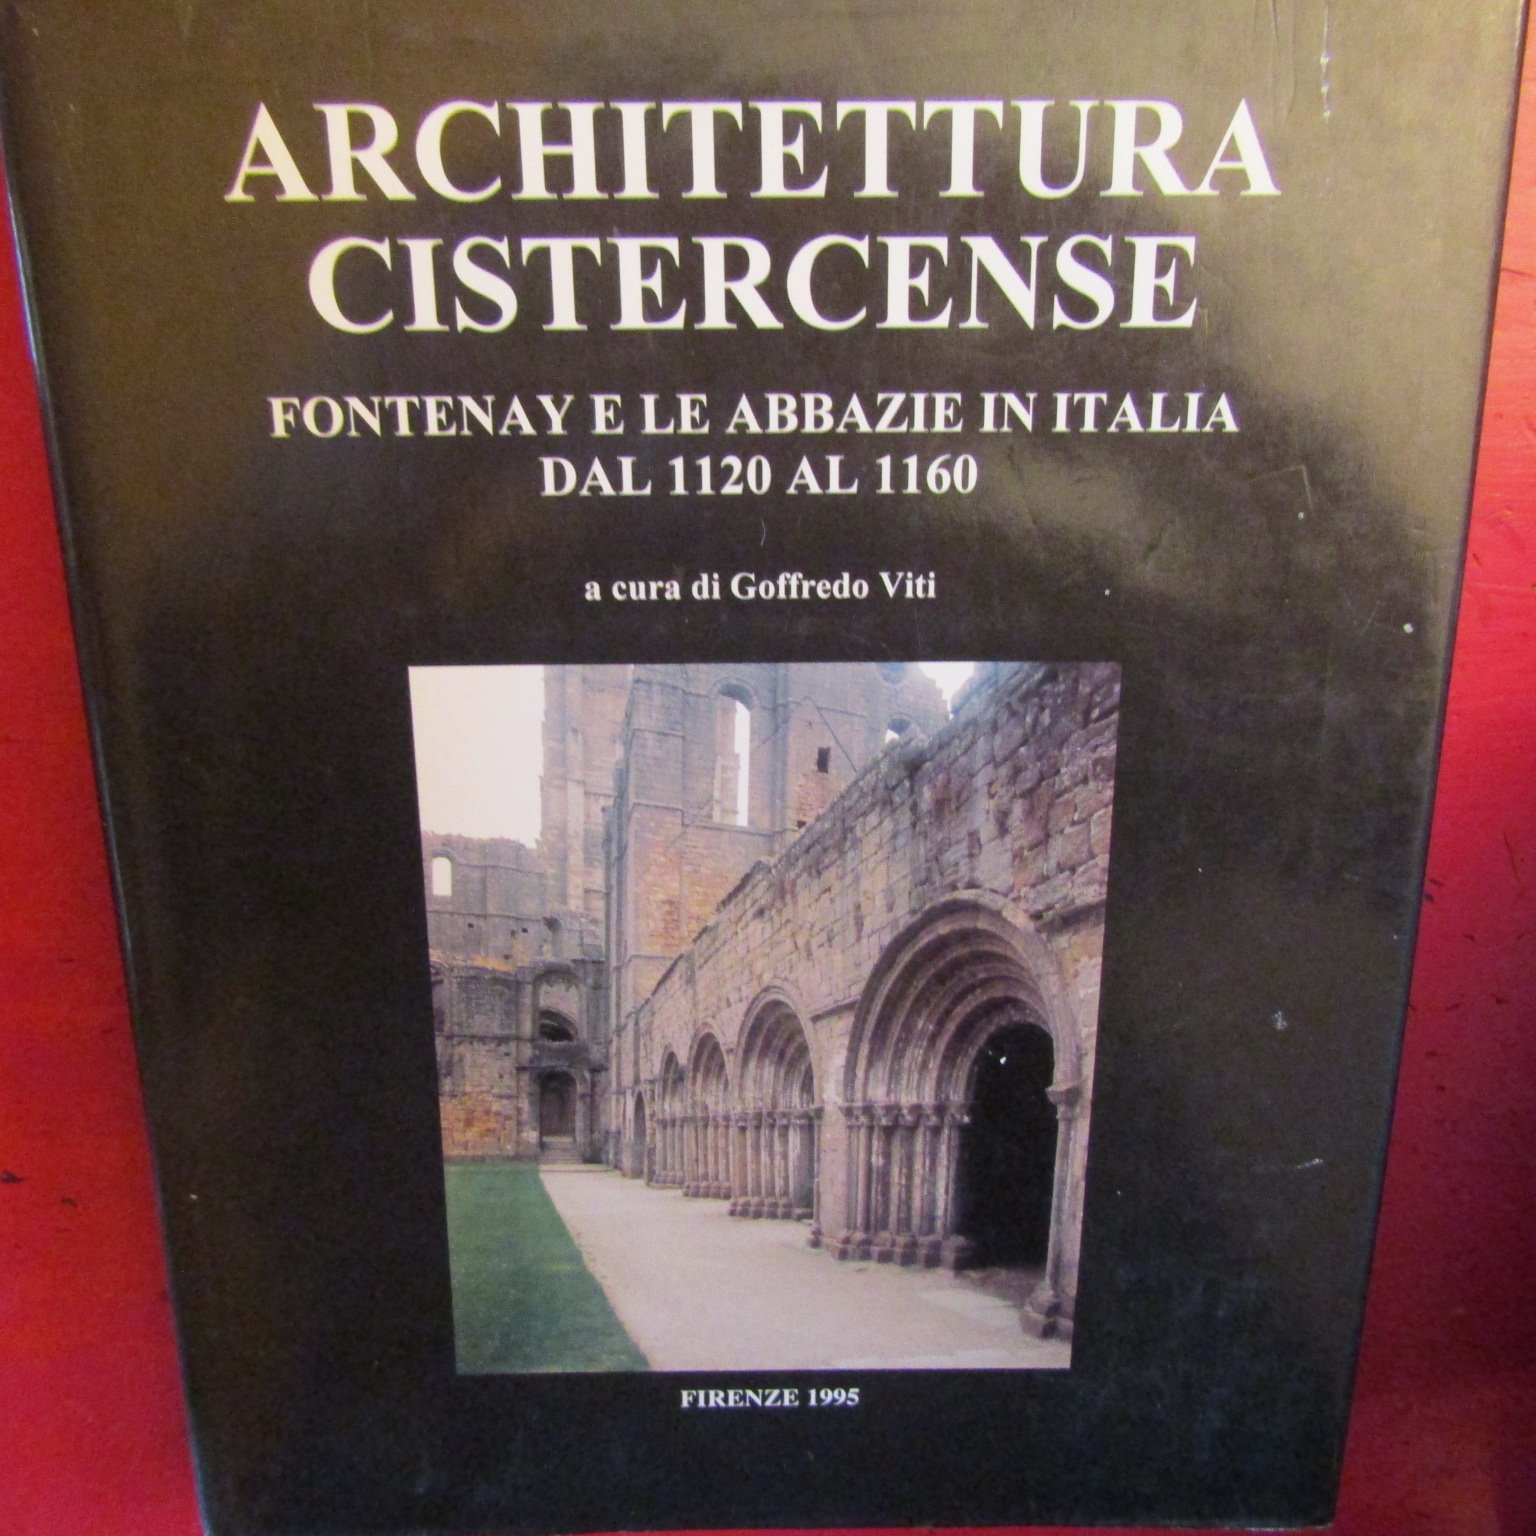 ARCHITETTURA
CISTERCENSE
FONTENAY E LE ABBAZIE IN ITALIA
DAL 1120 AL 1160
a cura di Goffredo Viti
FIRENZE 1995